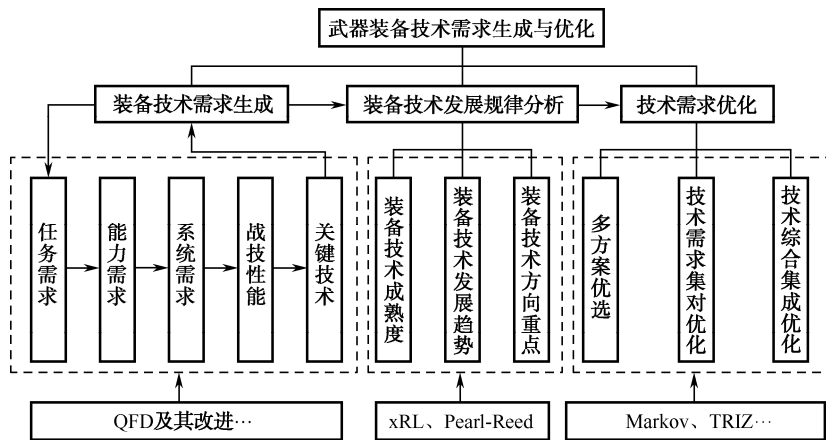 武器装备技术需求生成与优化
装备技术需求生成
装备技术发展规律分析
技术需求优化
任务需求
能力需求
系统需求
战技性能
关键技术
装备技术成熟度
装备技术发展趋势
装备技术方向重点
多方案优选
技术需求集对优化
技术综合集成优化
QFD及其改进…
xRL、Pearl-Reed
Markov、TRIZ…